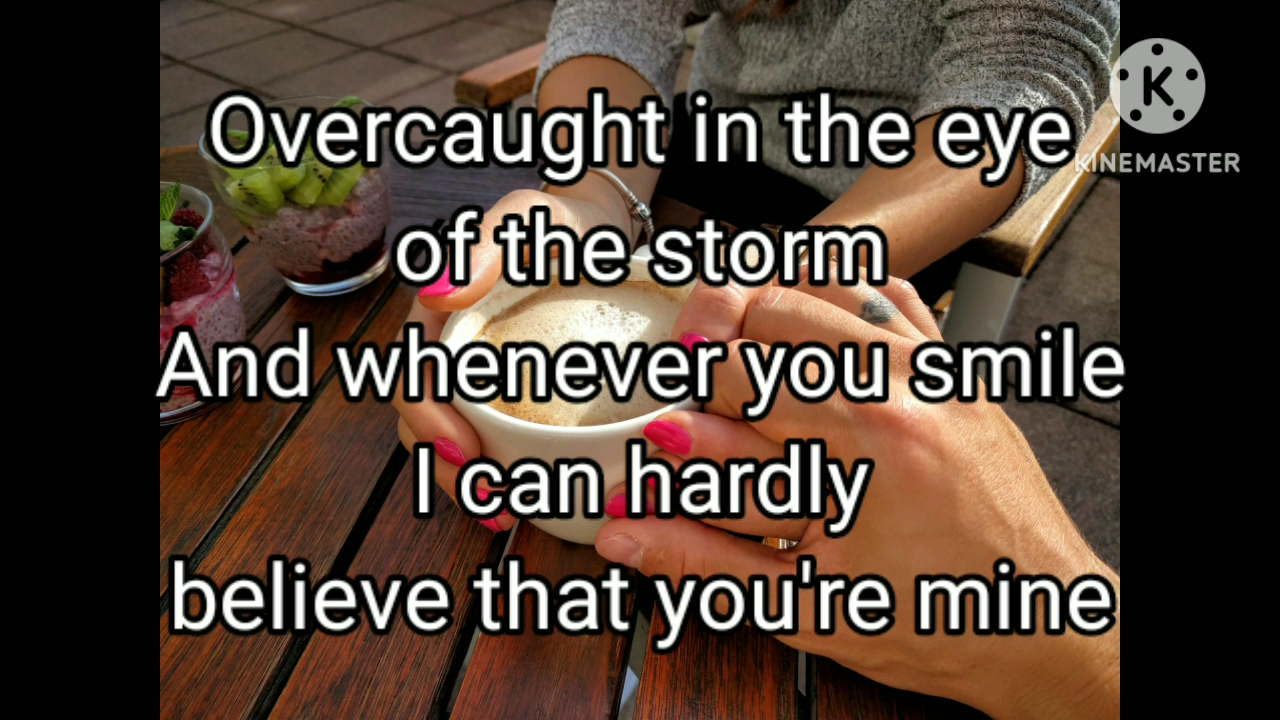 Overcaught in the eye
KINEMASTER
of the storm
And whenever you smile
I can hardly
believe that you're mine